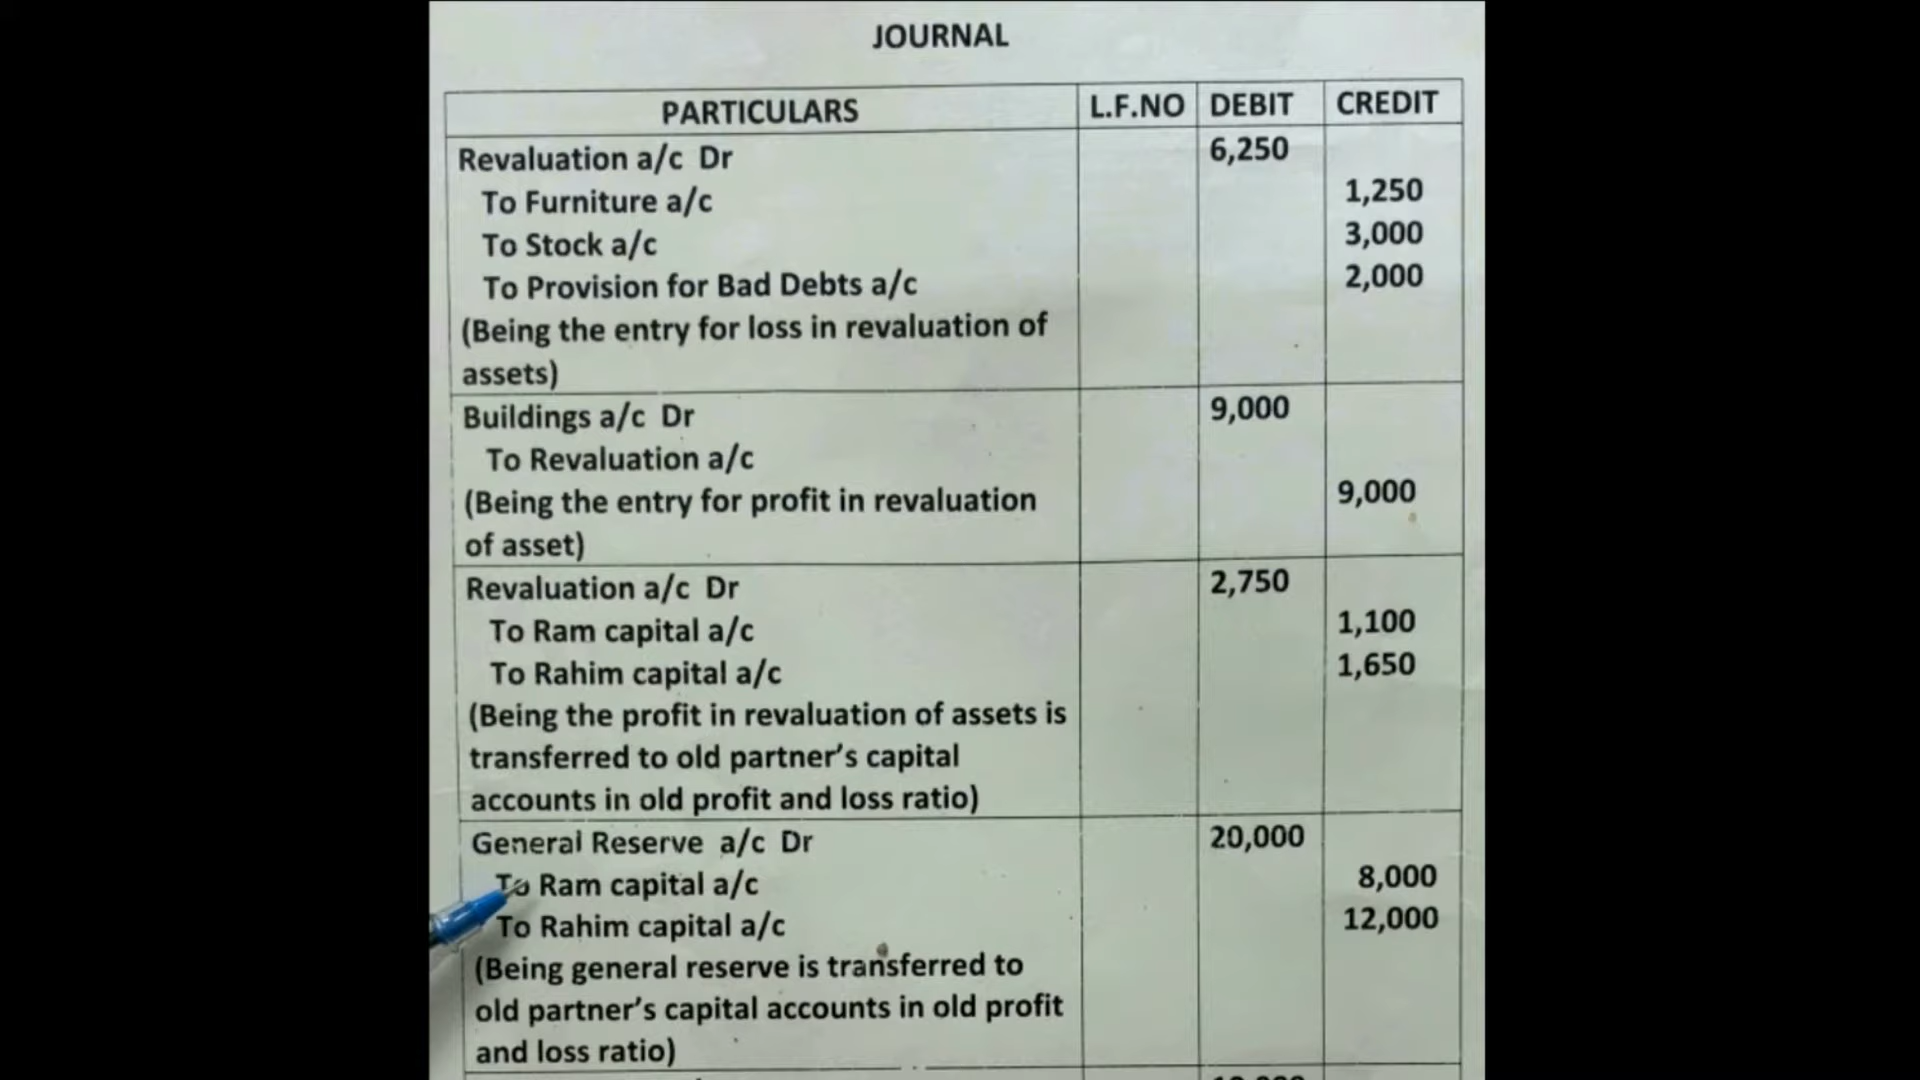 JOURNAL
PARTICULARS L.F.NO DEBIT CREDIT
Revaluation a/c Dr 6,250
To Furniture a/c 1,250
To Stock a/c 3,000
To Provision for Bad Debts a/c 2,000
(Being the entry for loss in revaluation of
assets)
Buildings a/c Dr 9,000
To Revaluation a/c
(Being the entry for profit in revaluation 9,000
of asset)
Revaluation a/c Dr 2,750
To Ram capital a/c 1,100
To Rahim capital a/c 1,650
(Being the profit in revaluation of assets is
transferred to old partner's capital
accounts in old profit and loss ratio)
General Reserve a/c Dr 20,000
To Ram capital a/c 8,000
To Rahim capital a/c 12,000
(Being general reserve is transferred to
old partner's capital accounts in old profit
and loss ratio)